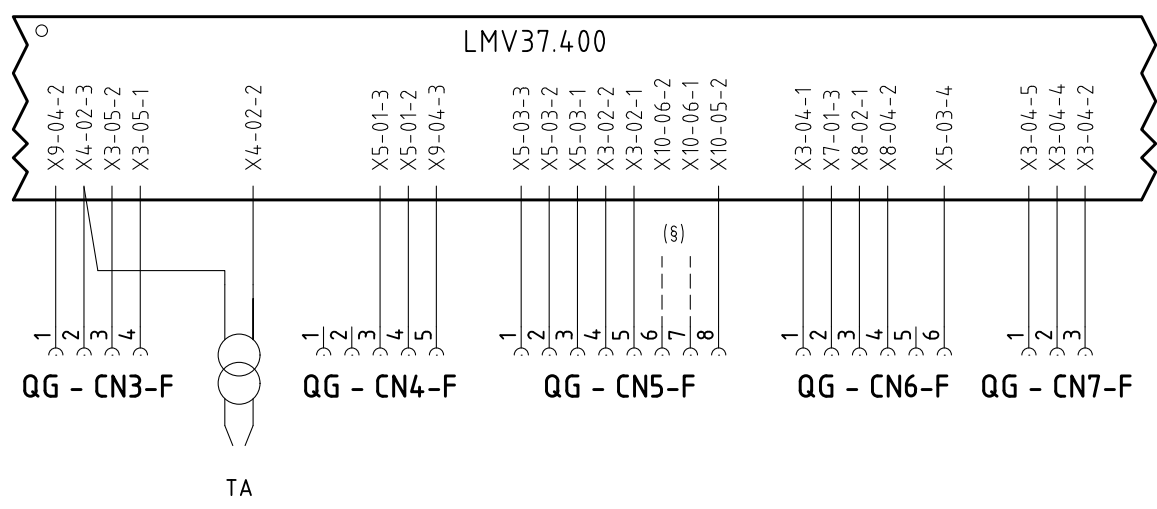 LMV37.400
X9-04-2
X4-02-3
X3-05-2
X3-05-1
X4-02-2
X5-01-3
X5-01-2
X9-04-3
X5-03-3
X5-03-2
X5-03-1
X3-02-2
X3-02-1
X10-06-2
X10-06-1
X10-05-2
X3-04-1
X7-01-3
X8-02-1
X8-04-2
X5-03-4
X3-04-5
X3-04-4
X3-04-2
(§)
1 2 3 4
1 2 3 4 5
1 2 3 4 5 6 7 8
1 2 3 4 5 6
1 2 3
QG - CN3-F
QG - CN4-F
QG - CN5-F
QG - CN6-F
QG - CN7-F
TA